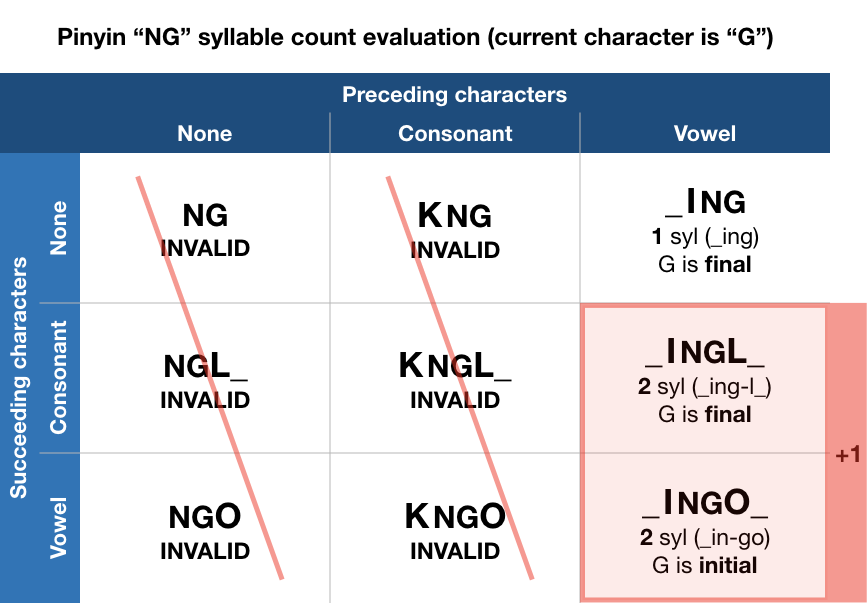 Pinyin “NG” syllable count evaluation (current character is “G”)
Preceding characters
None
Consonant
Vowel
Succeeding characters
None
NG
INVALID
KNG
INVALID
_ING
1 syl (_ing)
G is final
Consonant
NGL_
INVALID
KNGL_
INVALID
_INGL_
2 syl (_ing-l_)
G is final
+1
Vowel
NGO
INVALID
KNGO
INVALID
_INGO_
2 syl (_in-go)
G is initial